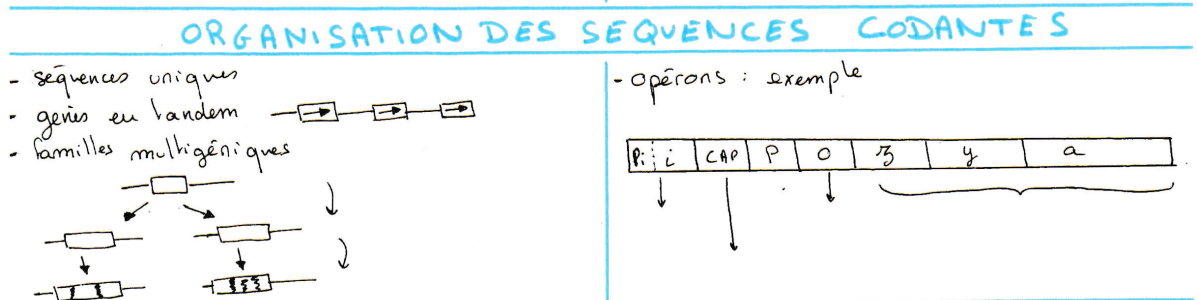 ORGANISATION DES SEQUENCES CODANTES
- séquences uniques
- gènes en tandem
- familles multigéniques
- opérons : exemple
Pi i CAP P O z y a